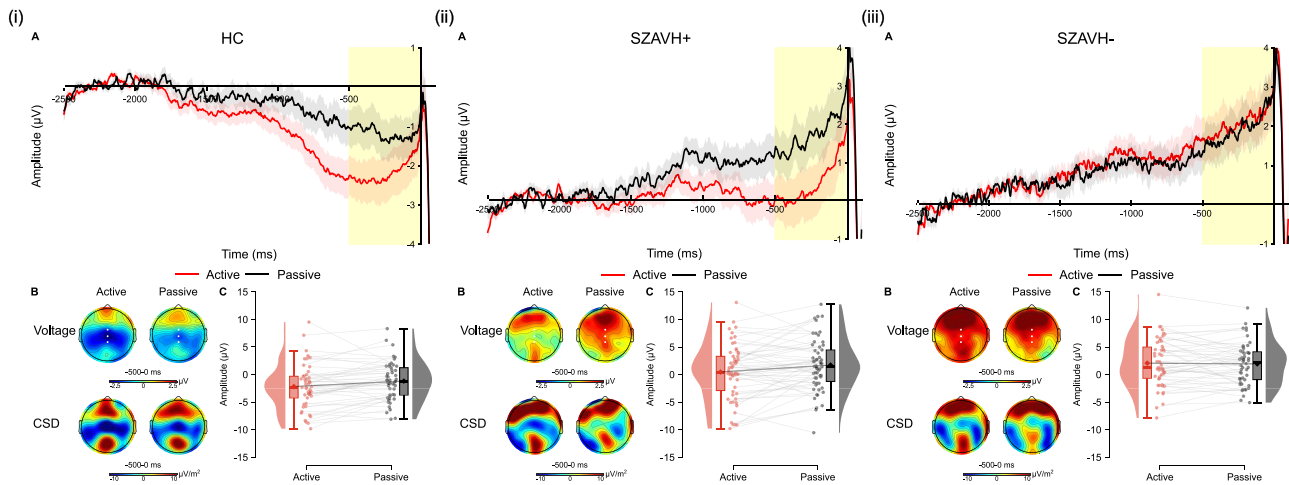 (i)
A
HC
1
-2500
-2000
-1500
-1000
-500
-1
-2
-3
-4
Amplitude (µV)
Time (ms)
Active Passive
B
Active Passive
Voltage
-500-0 ms
-2.5 0 2.5 µV
CSD
-500-0 ms
-10 0 10 µV/m²
C
15
10
5
0
-5
-10
-15
Amplitude (µV)
Active Passive
(ii)
A
SZAVH+
4
3
2
1
-1
-2500
-2000
-1500
-1000
-500
Amplitude (µV)
Time (ms)
Active Passive
B
Active Passive
Voltage
-500-0 ms
-2.5 0 2.5 µV
CSD
-500-0 ms
-10 0 10 µV/m²
C
15
10
5
0
-5
-10
-15
Amplitude (µV)
Active Passive
(iii)
A
SZAVH-
4
3
2
1
-1
-2500
-2000
-1500
-1000
-500
Amplitude (µV)
Time (ms)
Active Passive
B
Active Passive
Voltage
-500-0 ms
-2.5 0 2.5 µV
CSD
-500-0 ms
-10 0 10 µV/m²
C
15
10
5
0
-5
-10
-15
Amplitude (µV)
Active Passive